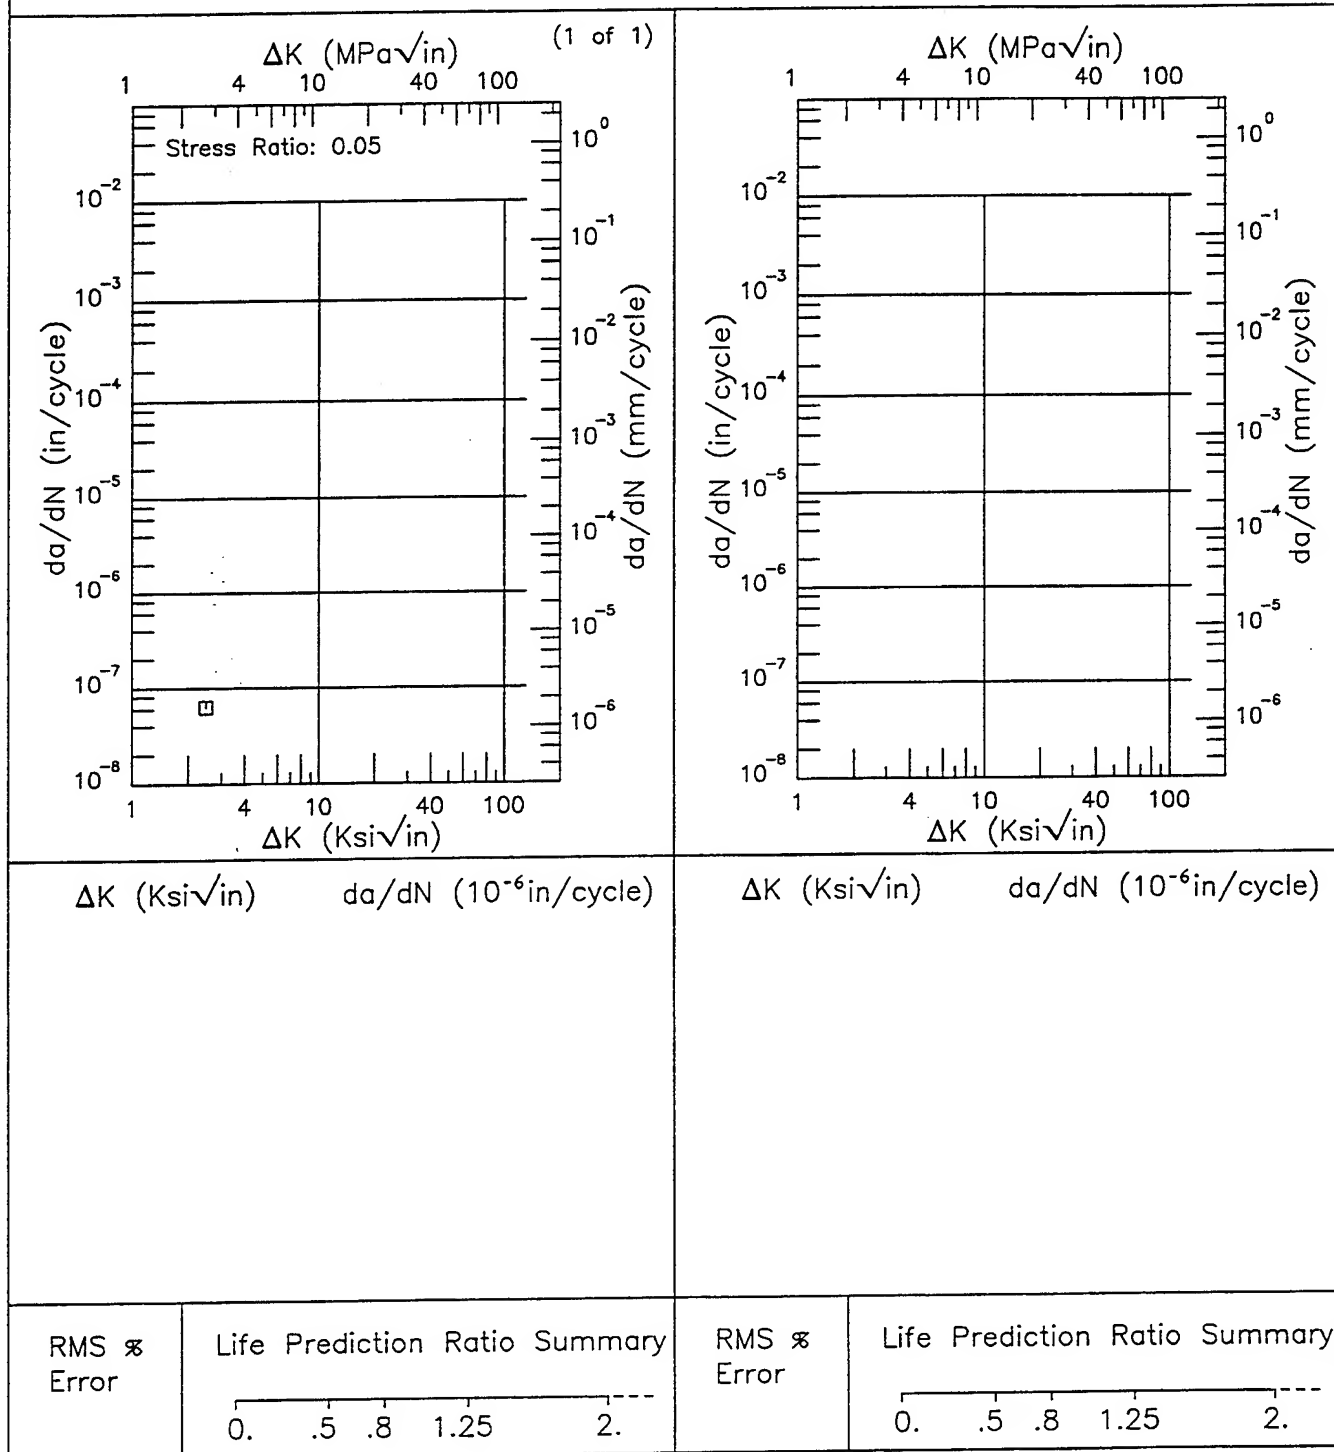 (1 of 1)
ΔK (MPa√in)
1 4 10 40 100
Stress Ratio: 0.05
da/dN (in/cycle)
10⁻²
10⁻³
10⁻⁴
10⁻⁵
10⁻⁶
10⁻⁷
10⁻⁸
10⁰
10⁻¹
10⁻²
10⁻³
10⁻⁴
10⁻⁵
10⁻⁶
da/dN (mm/cycle)
1 4 10 40 100
ΔK (Ksi√in)
ΔK (MPa√in)
1 4 10 40 100
da/dN (in/cycle)
10⁻²
10⁻³
10⁻⁴
10⁻⁵
10⁻⁶
10⁻⁷
10⁻⁸
10⁰
10⁻¹
10⁻²
10⁻³
10⁻⁴
10⁻⁵
10⁻⁶
da/dN (mm/cycle)
1 4 10 40 100
ΔK (Ksi√in)
ΔK (Ksi√in) da/dN (10⁻⁶in/cycle)
ΔK (Ksi√in) da/dN (10⁻⁶in/cycle)
RMS %
Error
Life Prediction Ratio Summary
0. .5 .8 1.25 2.
RMS %
Error
Life Prediction Ratio Summary
0. .5 .8 1.25 2.